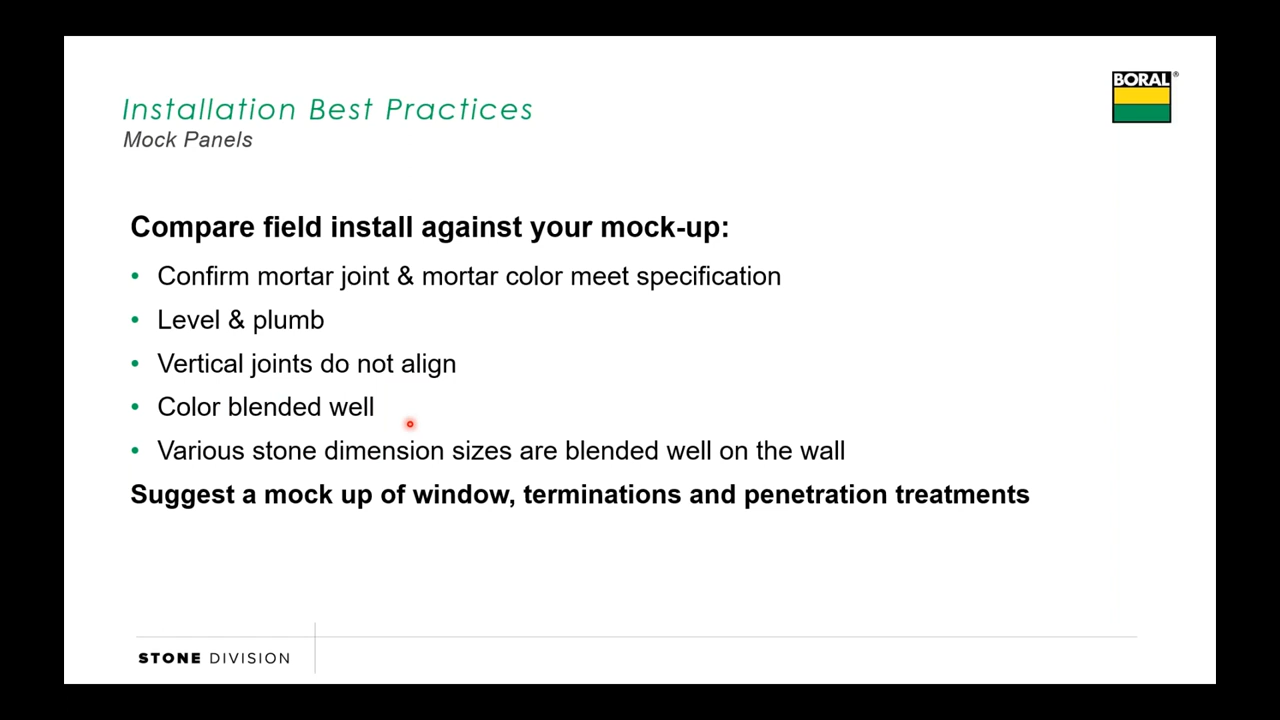 BORAL®
Installation Best Practices
Mock Panels
Compare field install against your mock-up:
• Confirm mortar joint & mortar color meet specification
• Level & plumb
• Vertical joints do not align
• Color blended well
• Various stone dimension sizes are blended well on the wall
Suggest a mock up of window, terminations and penetration treatments
STONE DIVISION